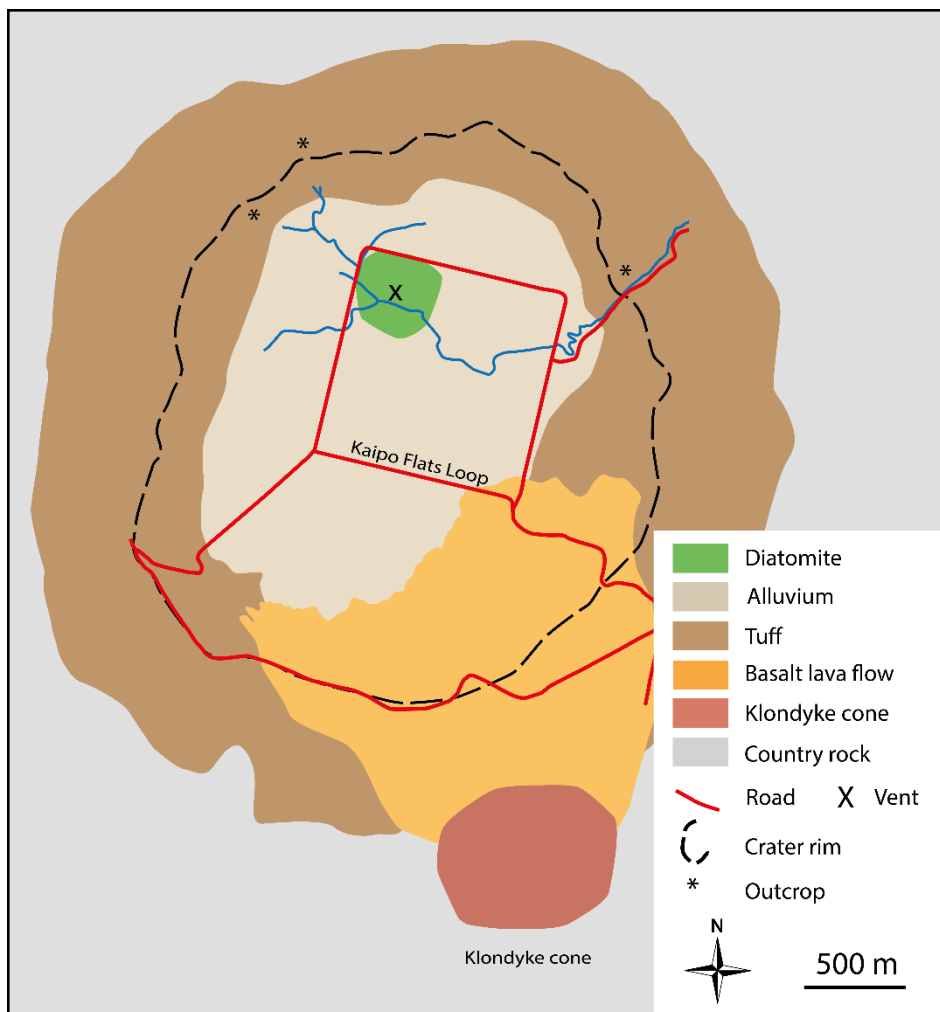 X
Kaipo Flats Loop
Diatomite
Alluvium
Tuff
Basalt lava flow
Klondyke cone
Country rock
Road X Vent
Crater rim
* Outcrop
N
500 m
Klondyke cone